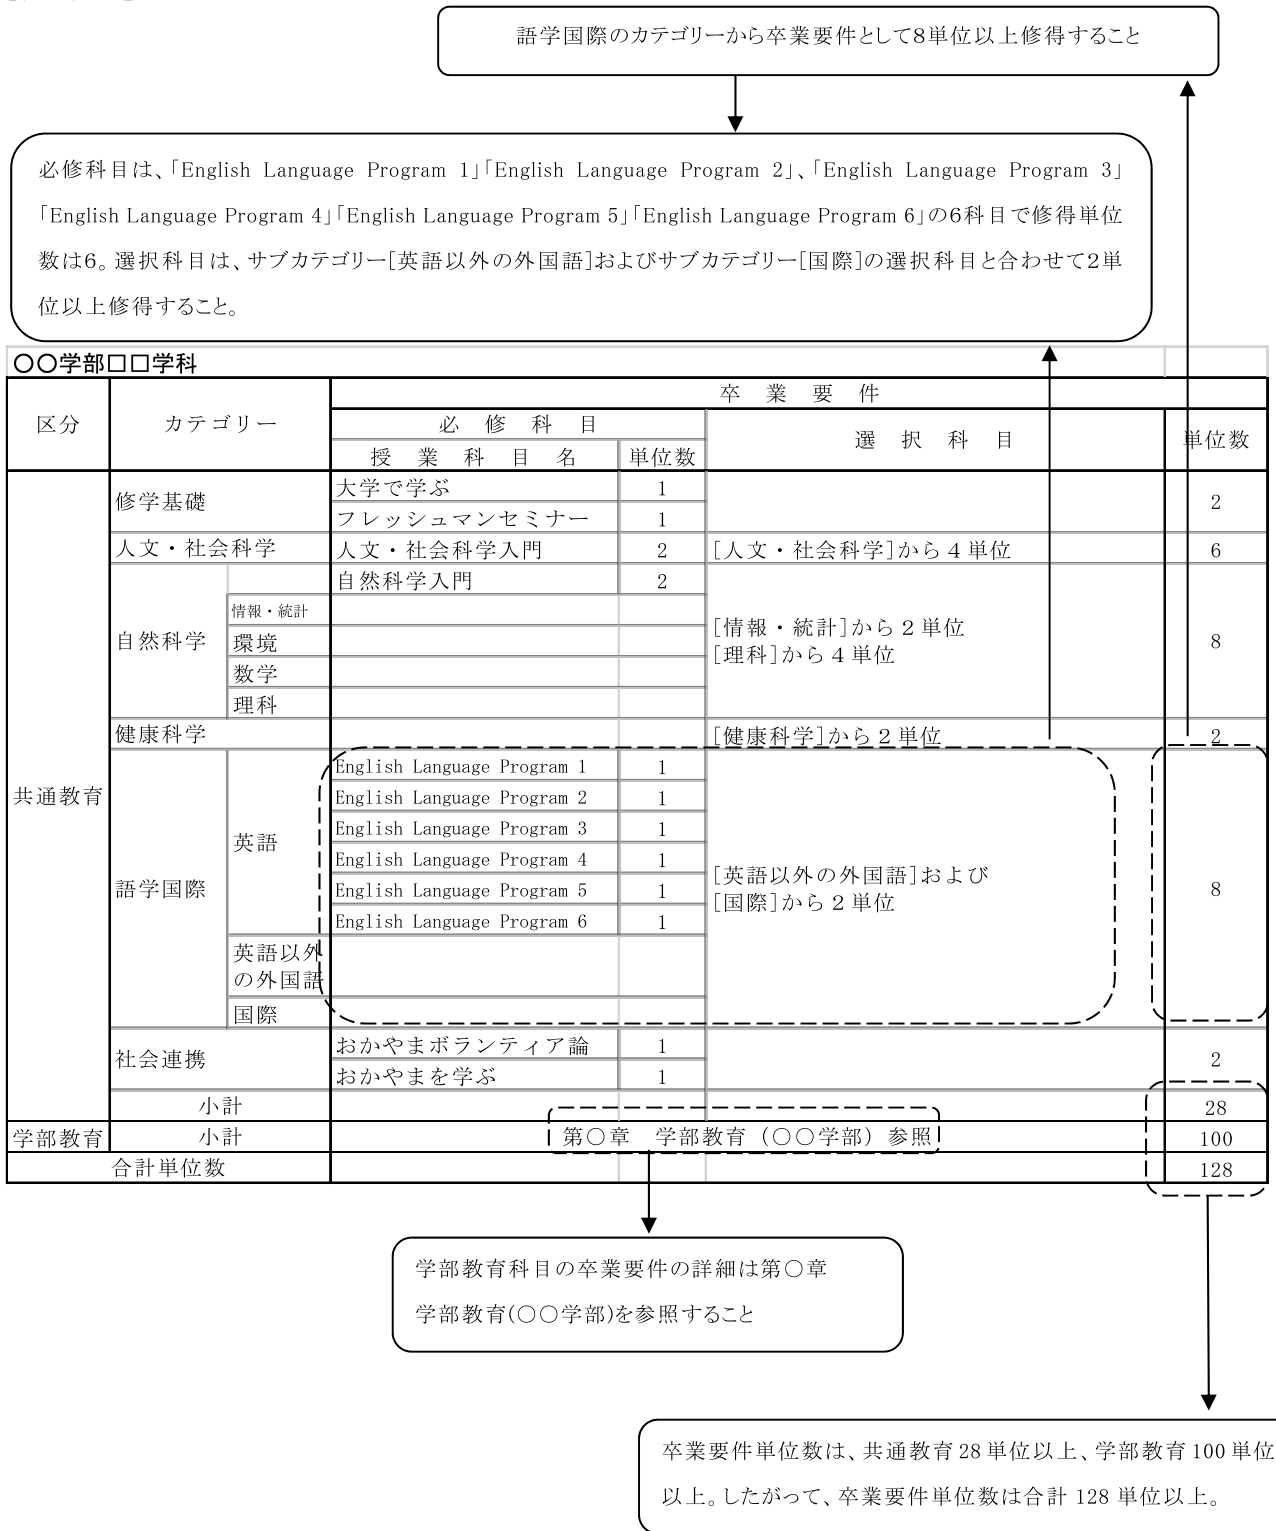 語学国際のカテゴリーから卒業要件として8単位以上修得すること
必修科目は、「English Language Program 1」「English Language Program 2」、「English Language Program 3」
「English Language Program 4」「English Language Program 5」「English Language Program 6」の6科目で修得単位
数は6。選択科目は、サブカテゴリー[英語以外の外国語]およびサブカテゴリー[国際]の選択科目と合わせて2単
位以上修得すること。
〇〇学部□□学科
卒 業 要 件
区分 カテゴリー 必 修 科 目 選 択 科 目 単位数
授 業 科 目 名 単位数
共通教育
修学基礎 大学で学ぶ 1 2
フレッシュマンセミナー 1
人文・社会科学 人文・社会科学入門 2 [人文・社会科学]から4単位 6
自然科学 自然科学入門 2 8
情報・統計
環境
数学
理科
[情報・統計]から2単位
[理科]から4単位
健康科学 [健康科学]から2単位 2
語学国際 英語 8
English Language Program 1 1
English Language Program 2 1
English Language Program 3 1
English Language Program 4 1
English Language Program 5 1
English Language Program 6 1
[英語以外の外国語]および
[国際]から2単位
英語以外
の外国語
国際
社会連携 おかやまボランティア論 1 2
おかやまを学ぶ 1
小計 28
学部教育 小計 第〇章 学部教育（〇〇学部）参照 100
合計単位数 128
学部教育科目の卒業要件の詳細は第〇章
学部教育(〇〇学部)を参照すること
卒業要件単位数は、共通教育28単位以上、学部教育100単位
以上。したがって、卒業要件単位数は合計128単位以上。